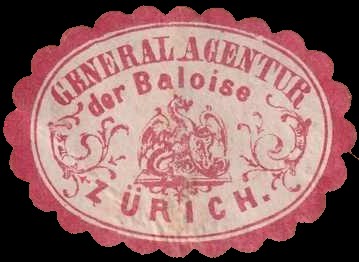 GENERAL AGENTUR
der Baloise
ZÜRICH.